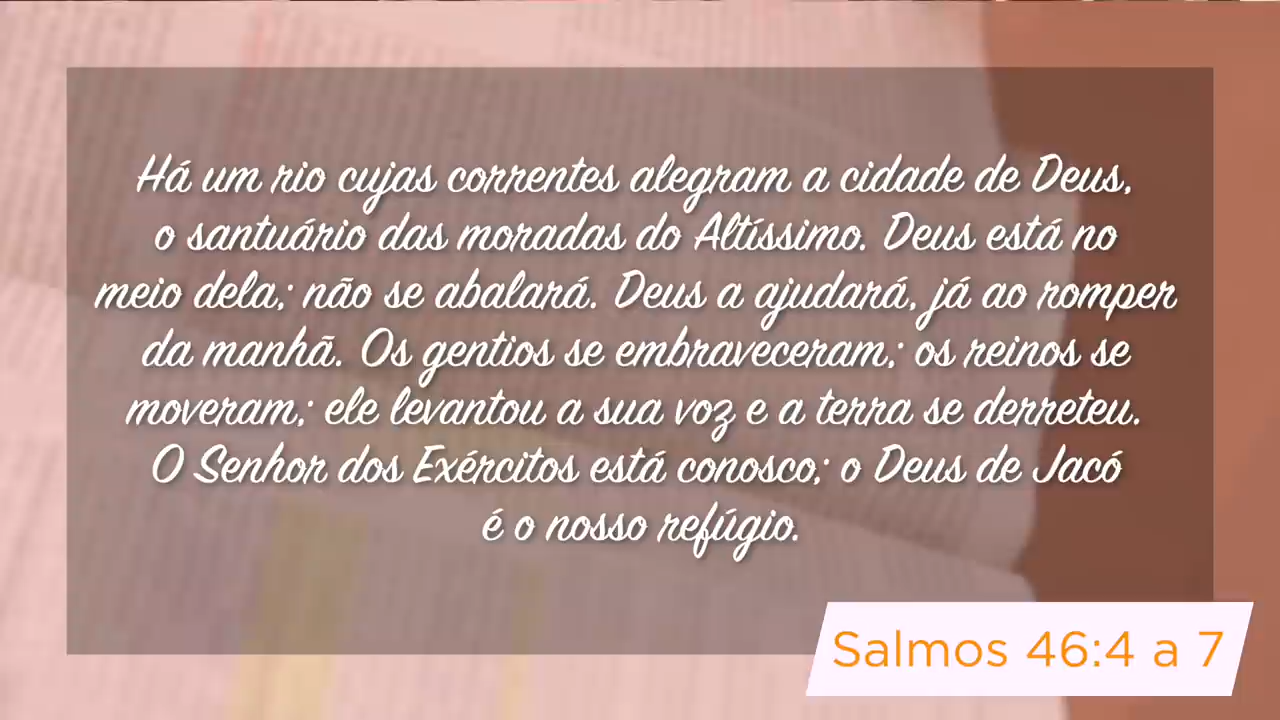 Há um rio cujas correntes alegram a cidade de Deus,
o santuário das moradas do Altíssimo. Deus está no
meio dela; não se abalará. Deus a ajudará, já ao romper
da manhã. Os gentios se embraveceram; os reinos se
moveram; ele levantou a sua voz e a terra se derreteu.
O Senhor dos Exércitos está conosco; o Deus de Jacó
é o nosso refúgio.
Salmos 46:4 a 7